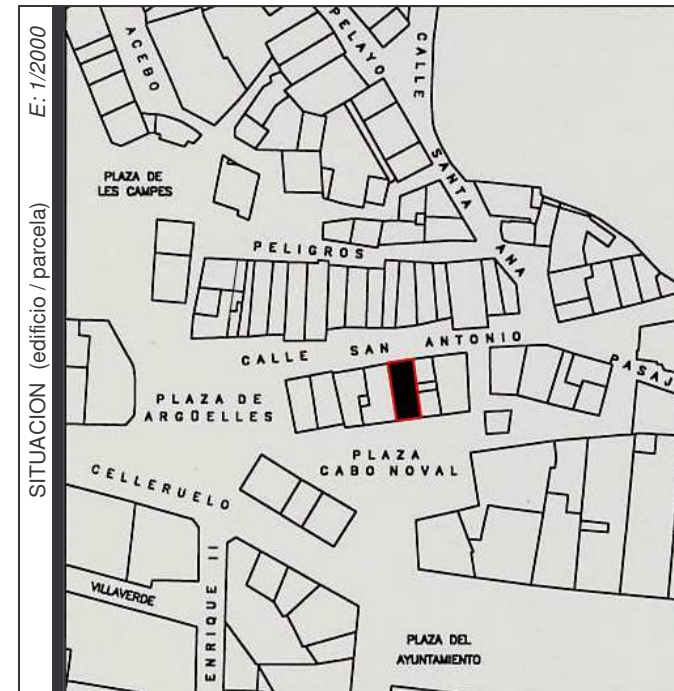 SITUACION (edificio / parcela) E: 1/2000
ACEBO
PELAYO
CALLE
SANTA ANA
PLAZA DE
LES CAMPES
PELIGROS
CALLE SAN ANTONIO
PASAJ
PLAZA DE
ARGÜELLES
PLAZA
CABO NOVAL
CELLERUELO
VILLAVERDE
ENRIQUE II
PLAZA DEL
AYUNTAMIENTO